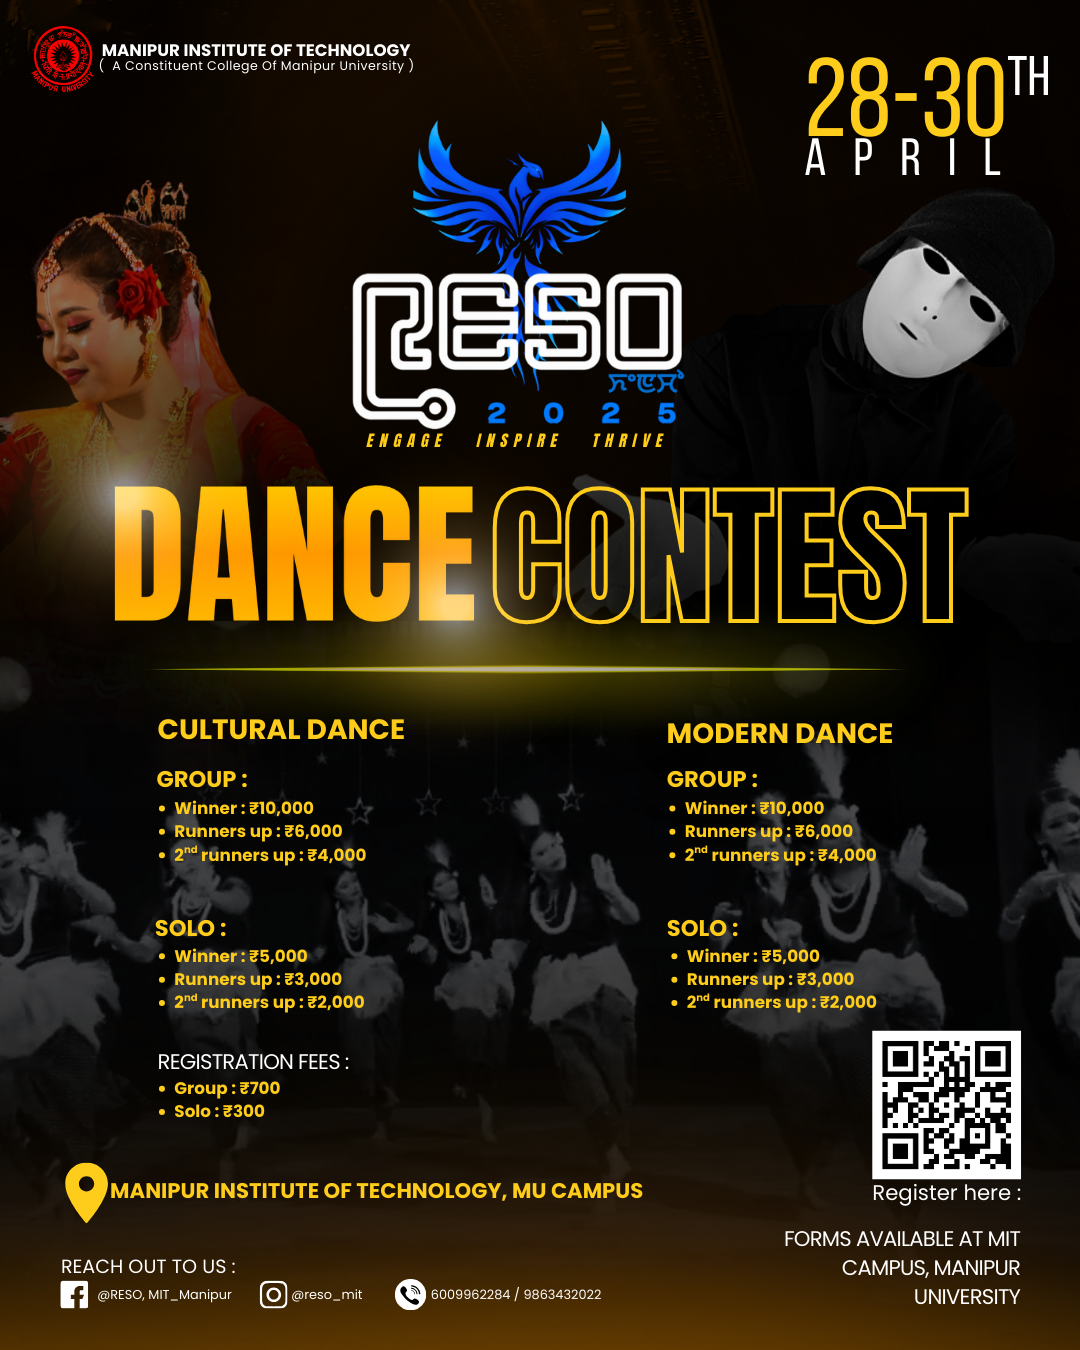 MANIPUR INSTITUTE OF TECHNOLOGY
( A Constituent College Of Manipur University )
MANIPUR UNIVERSITY
28-30TH
APRIL
RESO
2025
ENGAGE INSPIRE THRIVE
DANCE CONTEST
CULTURAL DANCE
GROUP :
• Winner : ₹10,000
• Runners up : ₹6,000
• 2nd runners up : ₹4,000
SOLO :
• Winner : ₹5,000
• Runners up : ₹3,000
• 2nd runners up : ₹2,000
MODERN DANCE
GROUP :
• Winner : ₹10,000
• Runners up : ₹6,000
• 2nd runners up : ₹4,000
SOLO :
• Winner : ₹5,000
• Runners up : ₹3,000
• 2nd runners up : ₹2,000
REGISTRATION FEES :
• Group : ₹700
• Solo : ₹300
MANIPUR INSTITUTE OF TECHNOLOGY, MU CAMPUS
Register here :
FORMS AVAILABLE AT MIT
CAMPUS, MANIPUR
UNIVERSITY
REACH OUT TO US :
@RESO, MIT_Manipur
@reso_mit
6009962284 / 9863432022